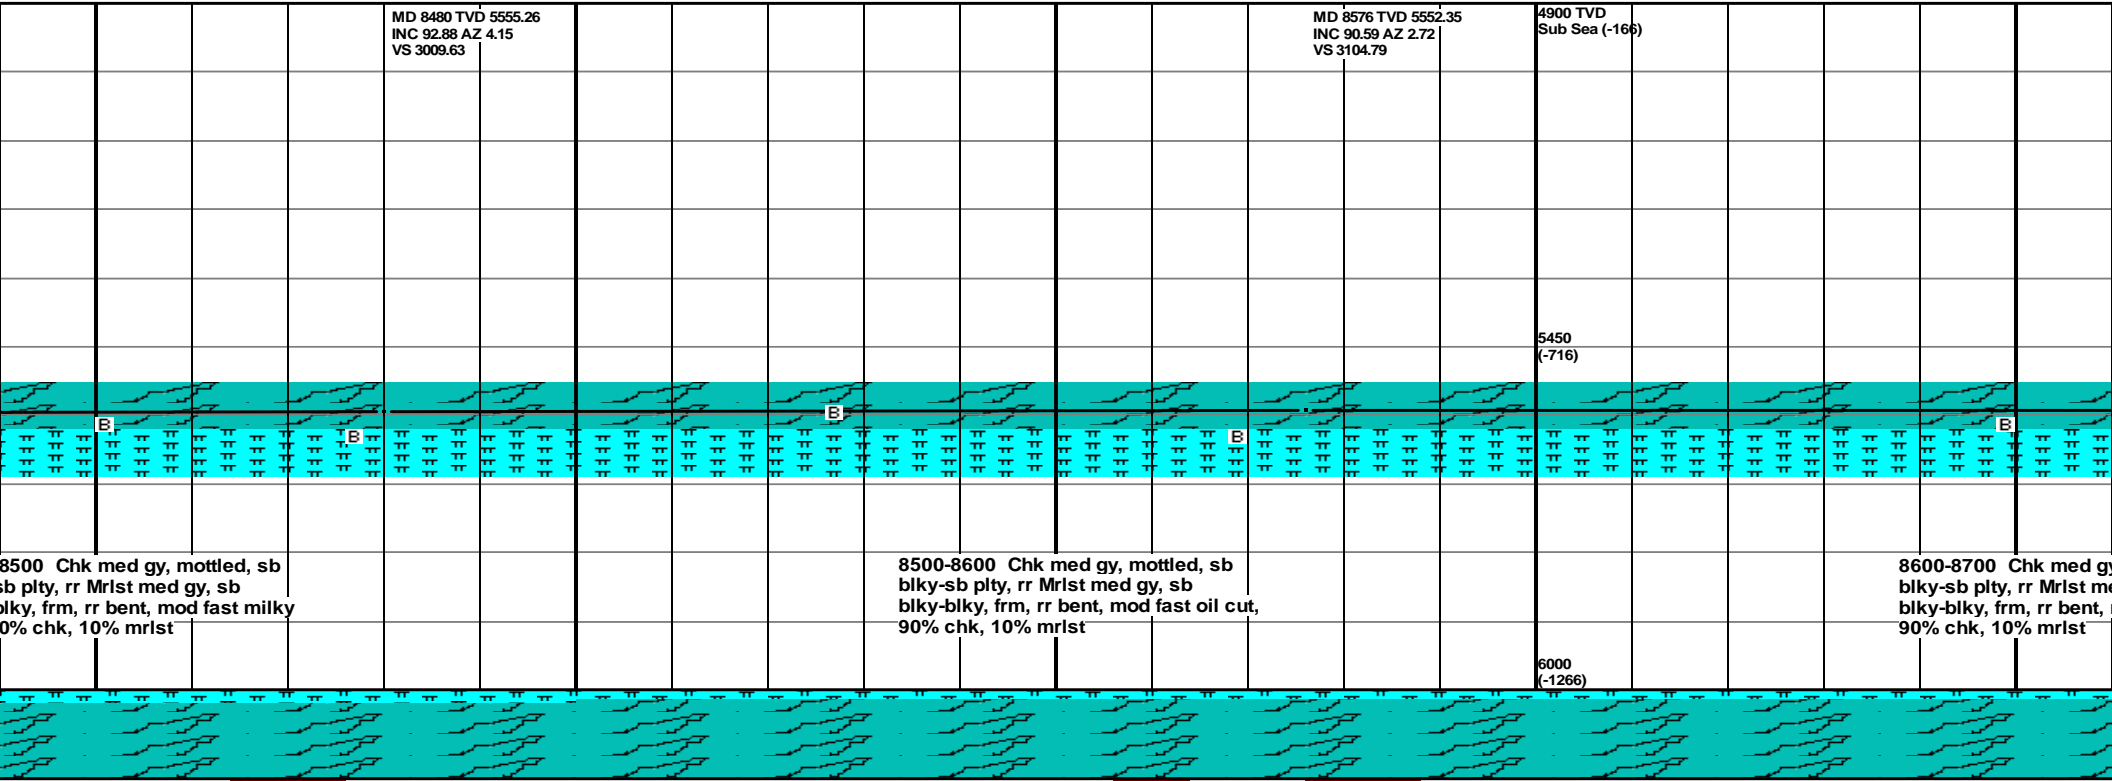 MD 8480 TVD 5555.26
INC 92.88 AZ 4.15
VS 3009.63
MD 8576 TVD 5552.35
INC 90.59 AZ 2.72
VS 3104.79
4900 TVD
Sub Sea (-166)
5450
(-716)
B
B
B
B
B
8500 Chk med gy, mottled, sb
sb plty, rr Mrlst med gy, sb
blky, frm, rr bent, mod fast milky
0% chk, 10% mrlst
8500-8600 Chk med gy, mottled, sb
blky-sb plty, rr Mrlst med gy, sb
blky-blky, frm, rr bent, mod fast oil cut,
90% chk, 10% mrlst
8600-8700 Chk med gy
blky-sb plty, rr Mrlst
blky-blky, frm, rr bent,
90% chk, 10% mrlst
6000
(-1266)